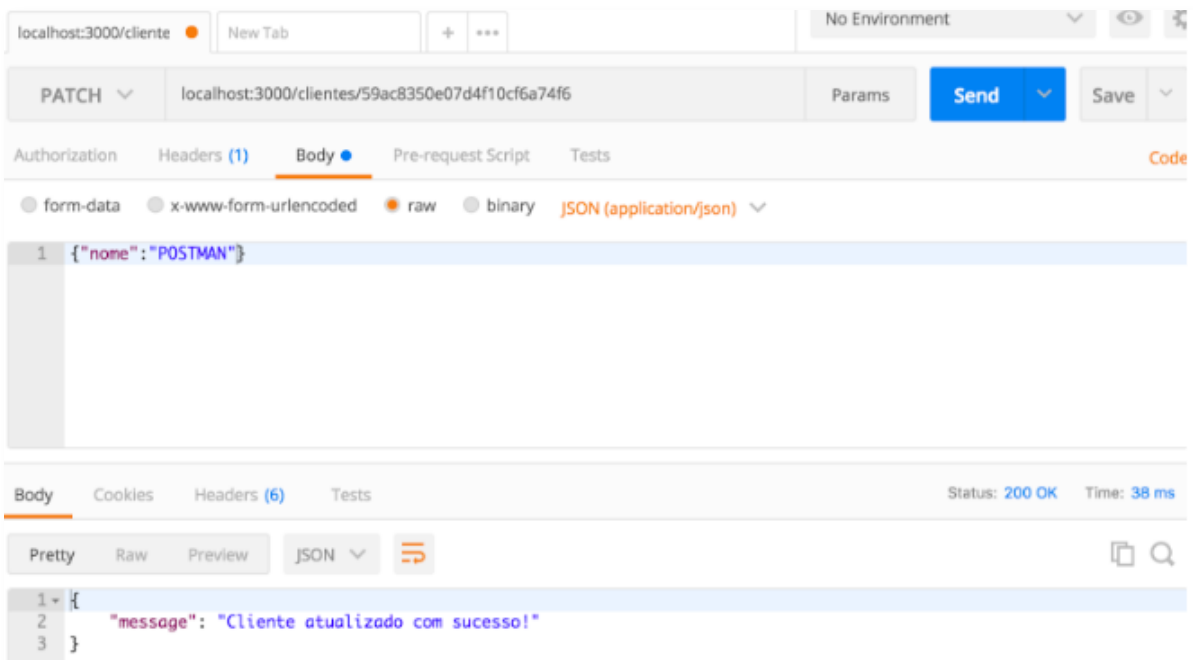 localhost:3000/cliente New Tab + ••• No Environment
PATCH localhost:3000/clientes/59ac8350e07d4f10cf6a74f6 Params Send Save
Authorization Headers (1) Body Pre-request Script Tests Code
form-data x-www-form-urlencoded raw binary JSON (application/json)
1 {"nome":"POSTMAN"}
Body Cookies Headers (6) Tests Status: 200 OK Time: 38 ms
Pretty Raw Preview JSON
1 {
2 "message": "Cliente atualizado com sucesso!"
3 }